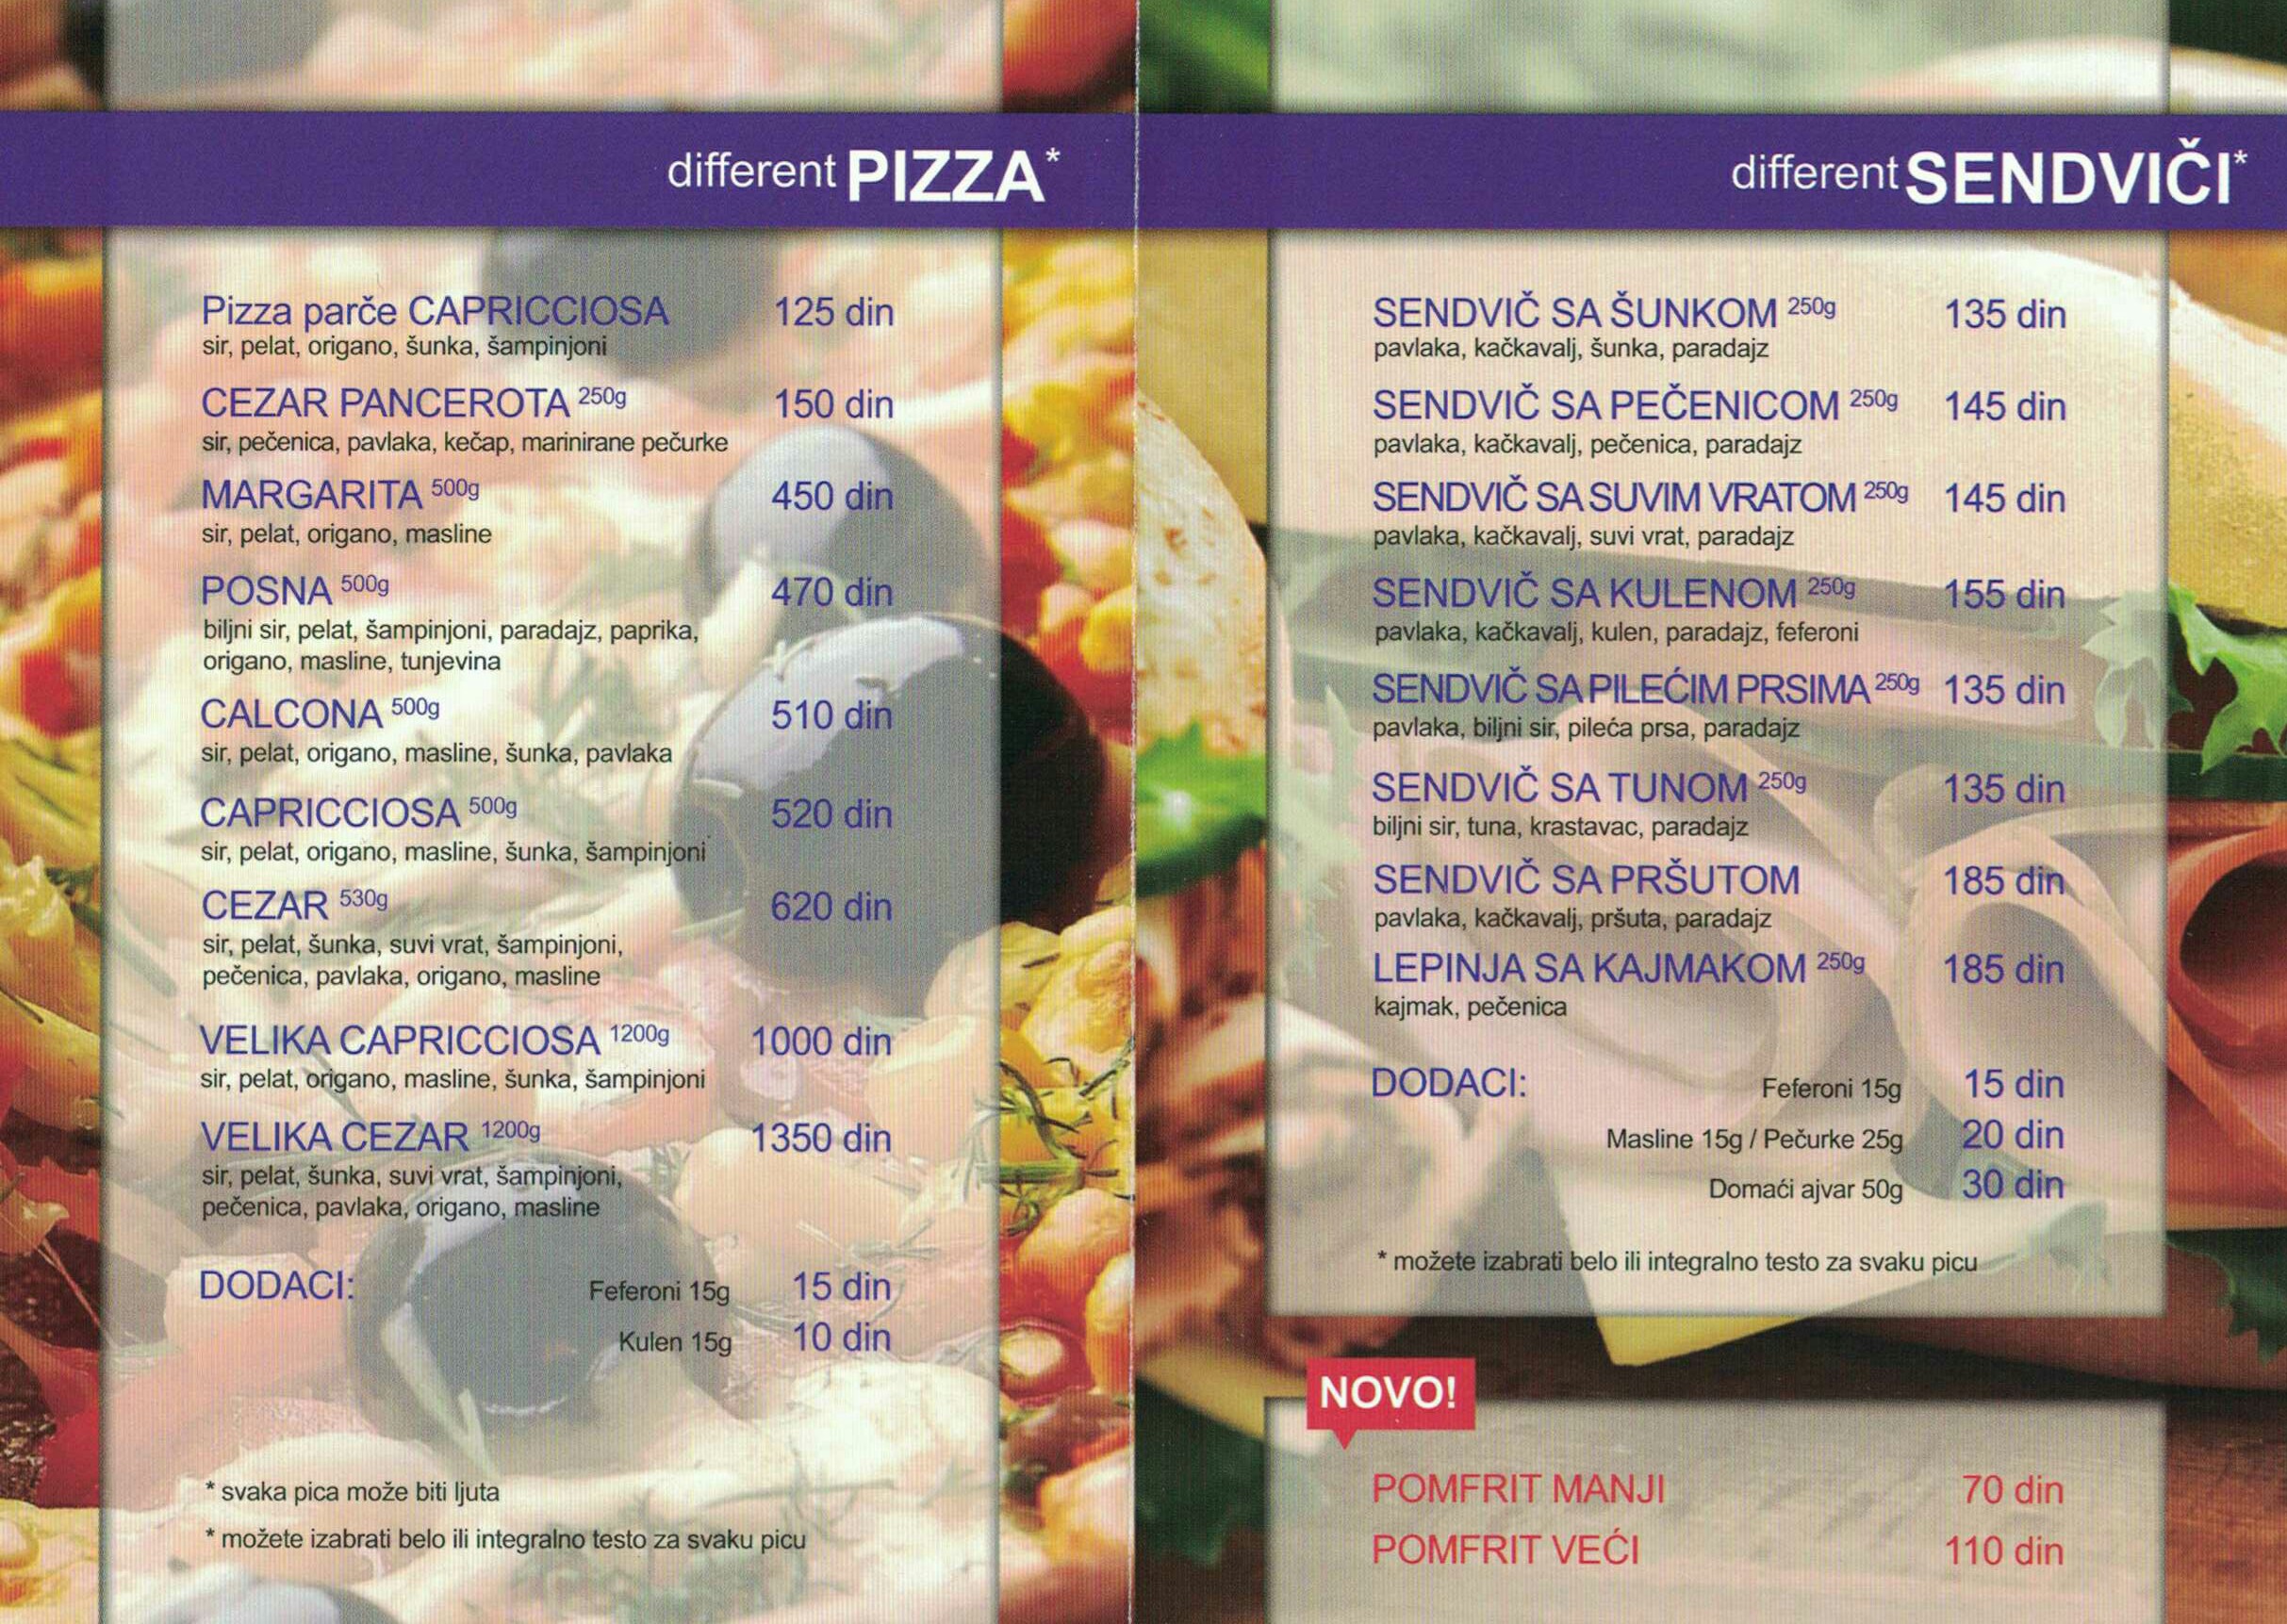 different PIZZA*
Pizza parče CAPRICCIOSA 125 din
sir, pelat, origano, šunka, šampinjoni
CEZAR PANCEROTA 250g 150 din
sir, pečenica, pavlaka, kečap, marinirane pečurke
MARGARITA 500g 450 din
sir, pelat, origano, masline
POSNA 500g 470 din
biljni sir, pelat, šampinjoni, paradajz, paprika,
origano, masline, tunjevina
CALCONA 500g 510 din
sir, pelat, origano, masline, šunka, pavlaka
CAPRICCIOSA 500g 520 din
sir, pelat, origano, masline, šunka, šampinjoni
CEZAR 530g 620 din
sir, pelat, šunka, suvi vrat, šampinjoni,
pečenica, pavlaka, origano, masline
VELIKA CAPRICCIOSA 1200g 1000 din
sir, pelat, origano, masline, šunka, šampinjoni
VELIKA CEZAR 1200g 1350 din
sir, pelat, šunka, suvi vrat, šampinjoni,
pečenica, pavlaka, origano, masline
DODACI: Feferoni 15g 15 din
Kulen 15g 10 din
* svaka pica može biti ljuta
* možete izabrati belo ili integralno testo za svaku picu
different SENDVIČI*
SENDVIČ SA ŠUNKOM 250g 135 din
pavlaka, kačkavalj, šunka, paradajz
SENDVIČ SA PEČENICOM 250g 145 din
pavlaka, kačkavalj, pečenica, paradajz
SENDVIČ SA SUVIM VRATOM 250g 145 din
pavlaka, kačkavalj, suvi vrat, paradajz
SENDVIČ SA KULENOM 250g 155 din
pavlaka, kačkavalj, kulen, paradajz, feferoni
SENDVIČ SA PILEĆIM PRSIMA 250g 135 din
pavlaka, biljni sir, pileća prsa, paradajz
SENDVIČ SA TUNOM 250g 135 din
biljni sir, tuna, krastavac, paradajz
SENDVIČ SA PRŠUTOM 185 din
pavlaka, kačkavalj, pršuta, paradajz
LEPINJA SA KAJMAKOM 250g 185 din
kajmak, pečenica
DODACI: Feferoni 15g 15 din
Masline 15g / Pečurke 25g 20 din
Domaći ajvar 50g 30 din
* možete izabrati belo ili integralno testo za svaku picu
NOVO!
POMFRIT MANJI 70 din
POMFRIT VEĆI 110 din